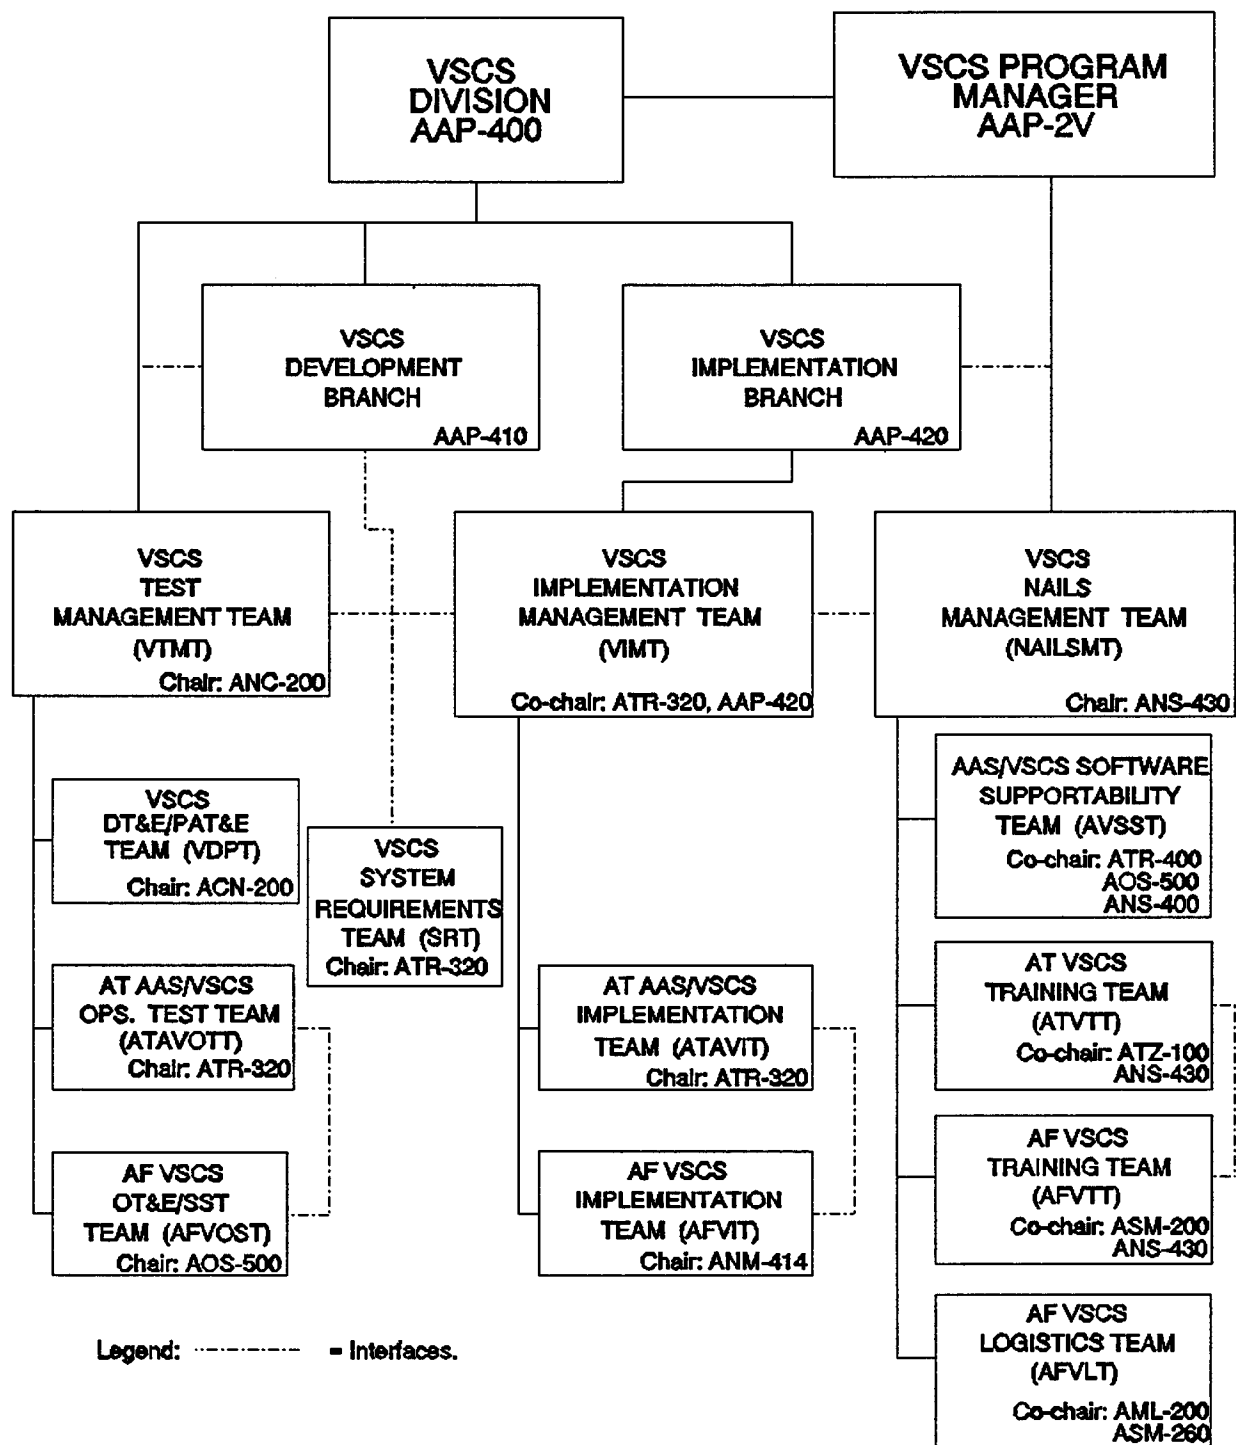 VSCS
DIVISION
AAP-400
VSCS PROGRAM
MANAGER
AAP-2V
VSCS
DEVELOPMENT
BRANCH
AAP-410
VSCS
IMPLEMENTATION
BRANCH
AAP-420
VSCS
TEST
MANAGEMENT TEAM
(VTMT)
Chair: ANC-200
VSCS
IMPLEMENTATION
MANAGEMENT TEAM
(VIMT)
Co-chair: ATR-320, AAP-420
VSCS
NAILS
MANAGEMENT TEAM
(NAILSMT)
Chair: ANS-430
VSCS
DT&E/PAT&E
TEAM (VDPT)
Chair: ACN-200
VSCS
SYSTEM
REQUIREMENTS
TEAM (SRT)
Chair: ATR-320
AAS/VSCS SOFTWARE
SUPPORTABILITY
TEAM (AVSST)
Co-chair: ATR-400
AOS-500
ANS-400
AT AAS/VSCS
OPS. TEST TEAM
(ATAVOTT)
Chair: ATR-320
AT AAS/VSCS
IMPLEMENTATION
TEAM (ATAVIT)
Chair: ATR-320
AT VSCS
TRAINING TEAM
(ATVTT)
Co-chair: ATZ-100
ANS-430
AF VSCS
OT&E/SST
TEAM (AFVOST)
Chair: AOS-500
AF VSCS
IMPLEMENTATION
TEAM (AFVIT)
Chair: ANM-414
AF VSCS
TRAINING TEAM
(AFVTT)
Co-chair: ASM-200
ANS-430
AF VSCS
LOGISTICS TEAM
(AFVLT)
Co-chair: AML-200
ASM-260
Legend: = Interfaces.